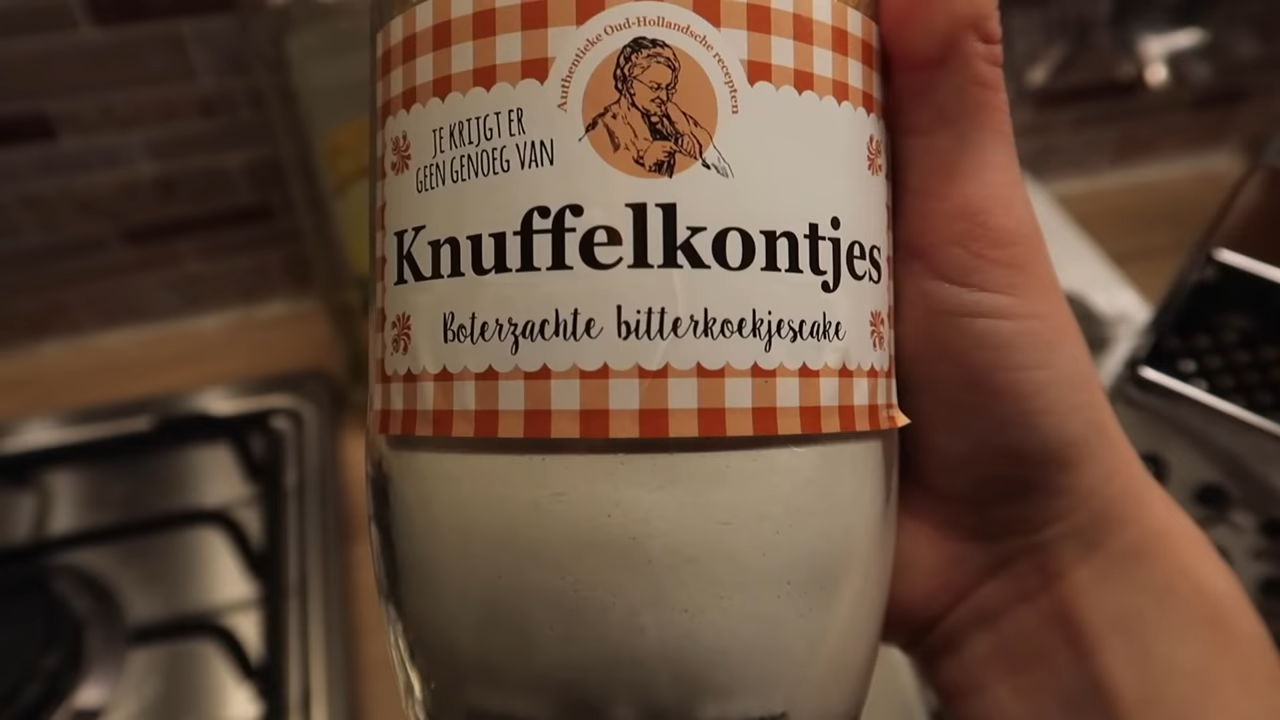 Authentieke Oud-Hollandsche recepten
JE KRIJGT ER
GEEN GENOEG VAN
Knuffelkontjes
Boterzachte bitterkoekjescake